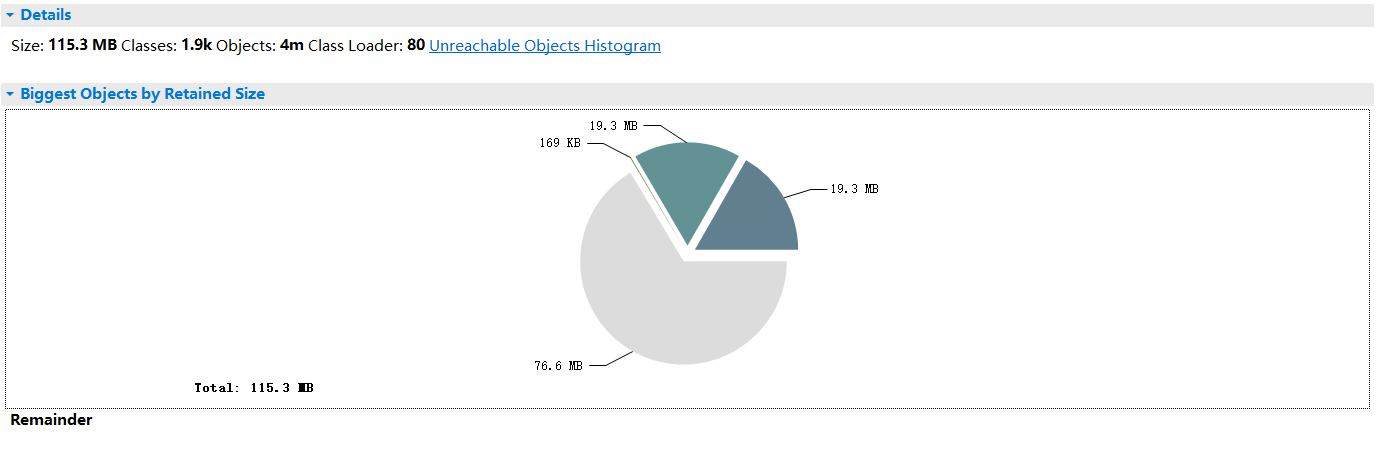 Details
Size: 115.3 MB Classes: 1.9k Objects: 4m Class Loader: 80 Unreachable Objects Histogram
Biggest Objects by Retained Size
19.3 MB
169 KB
19.3 MB
76.6 MB
Total: 115.3 MB
Remainder